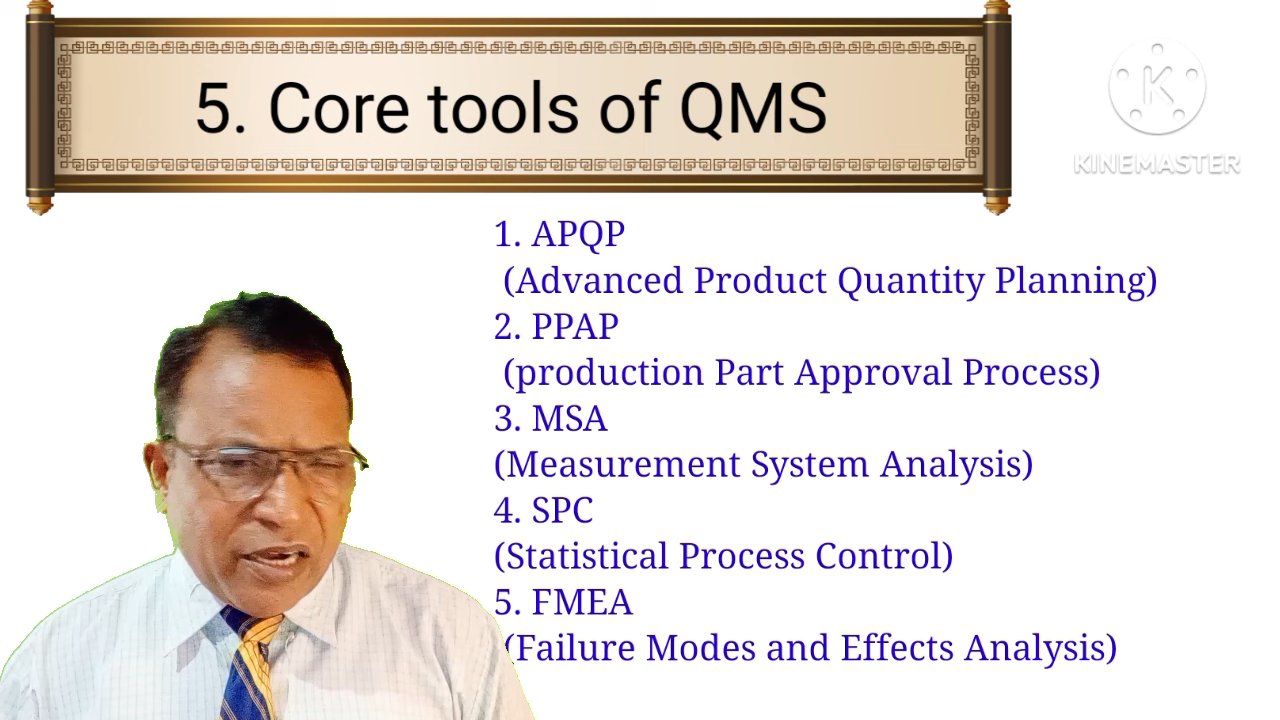 5. Core tools of QMS
K
KINEMASTER
1. APQP
(Advanced Product Quantity Planning)
2. PPAP
(production Part Approval Process)
3. MSA
(Measurement System Analysis)
4. SPC
(Statistical Process Control)
5. FMEA
(Failure Modes and Effects Analysis)